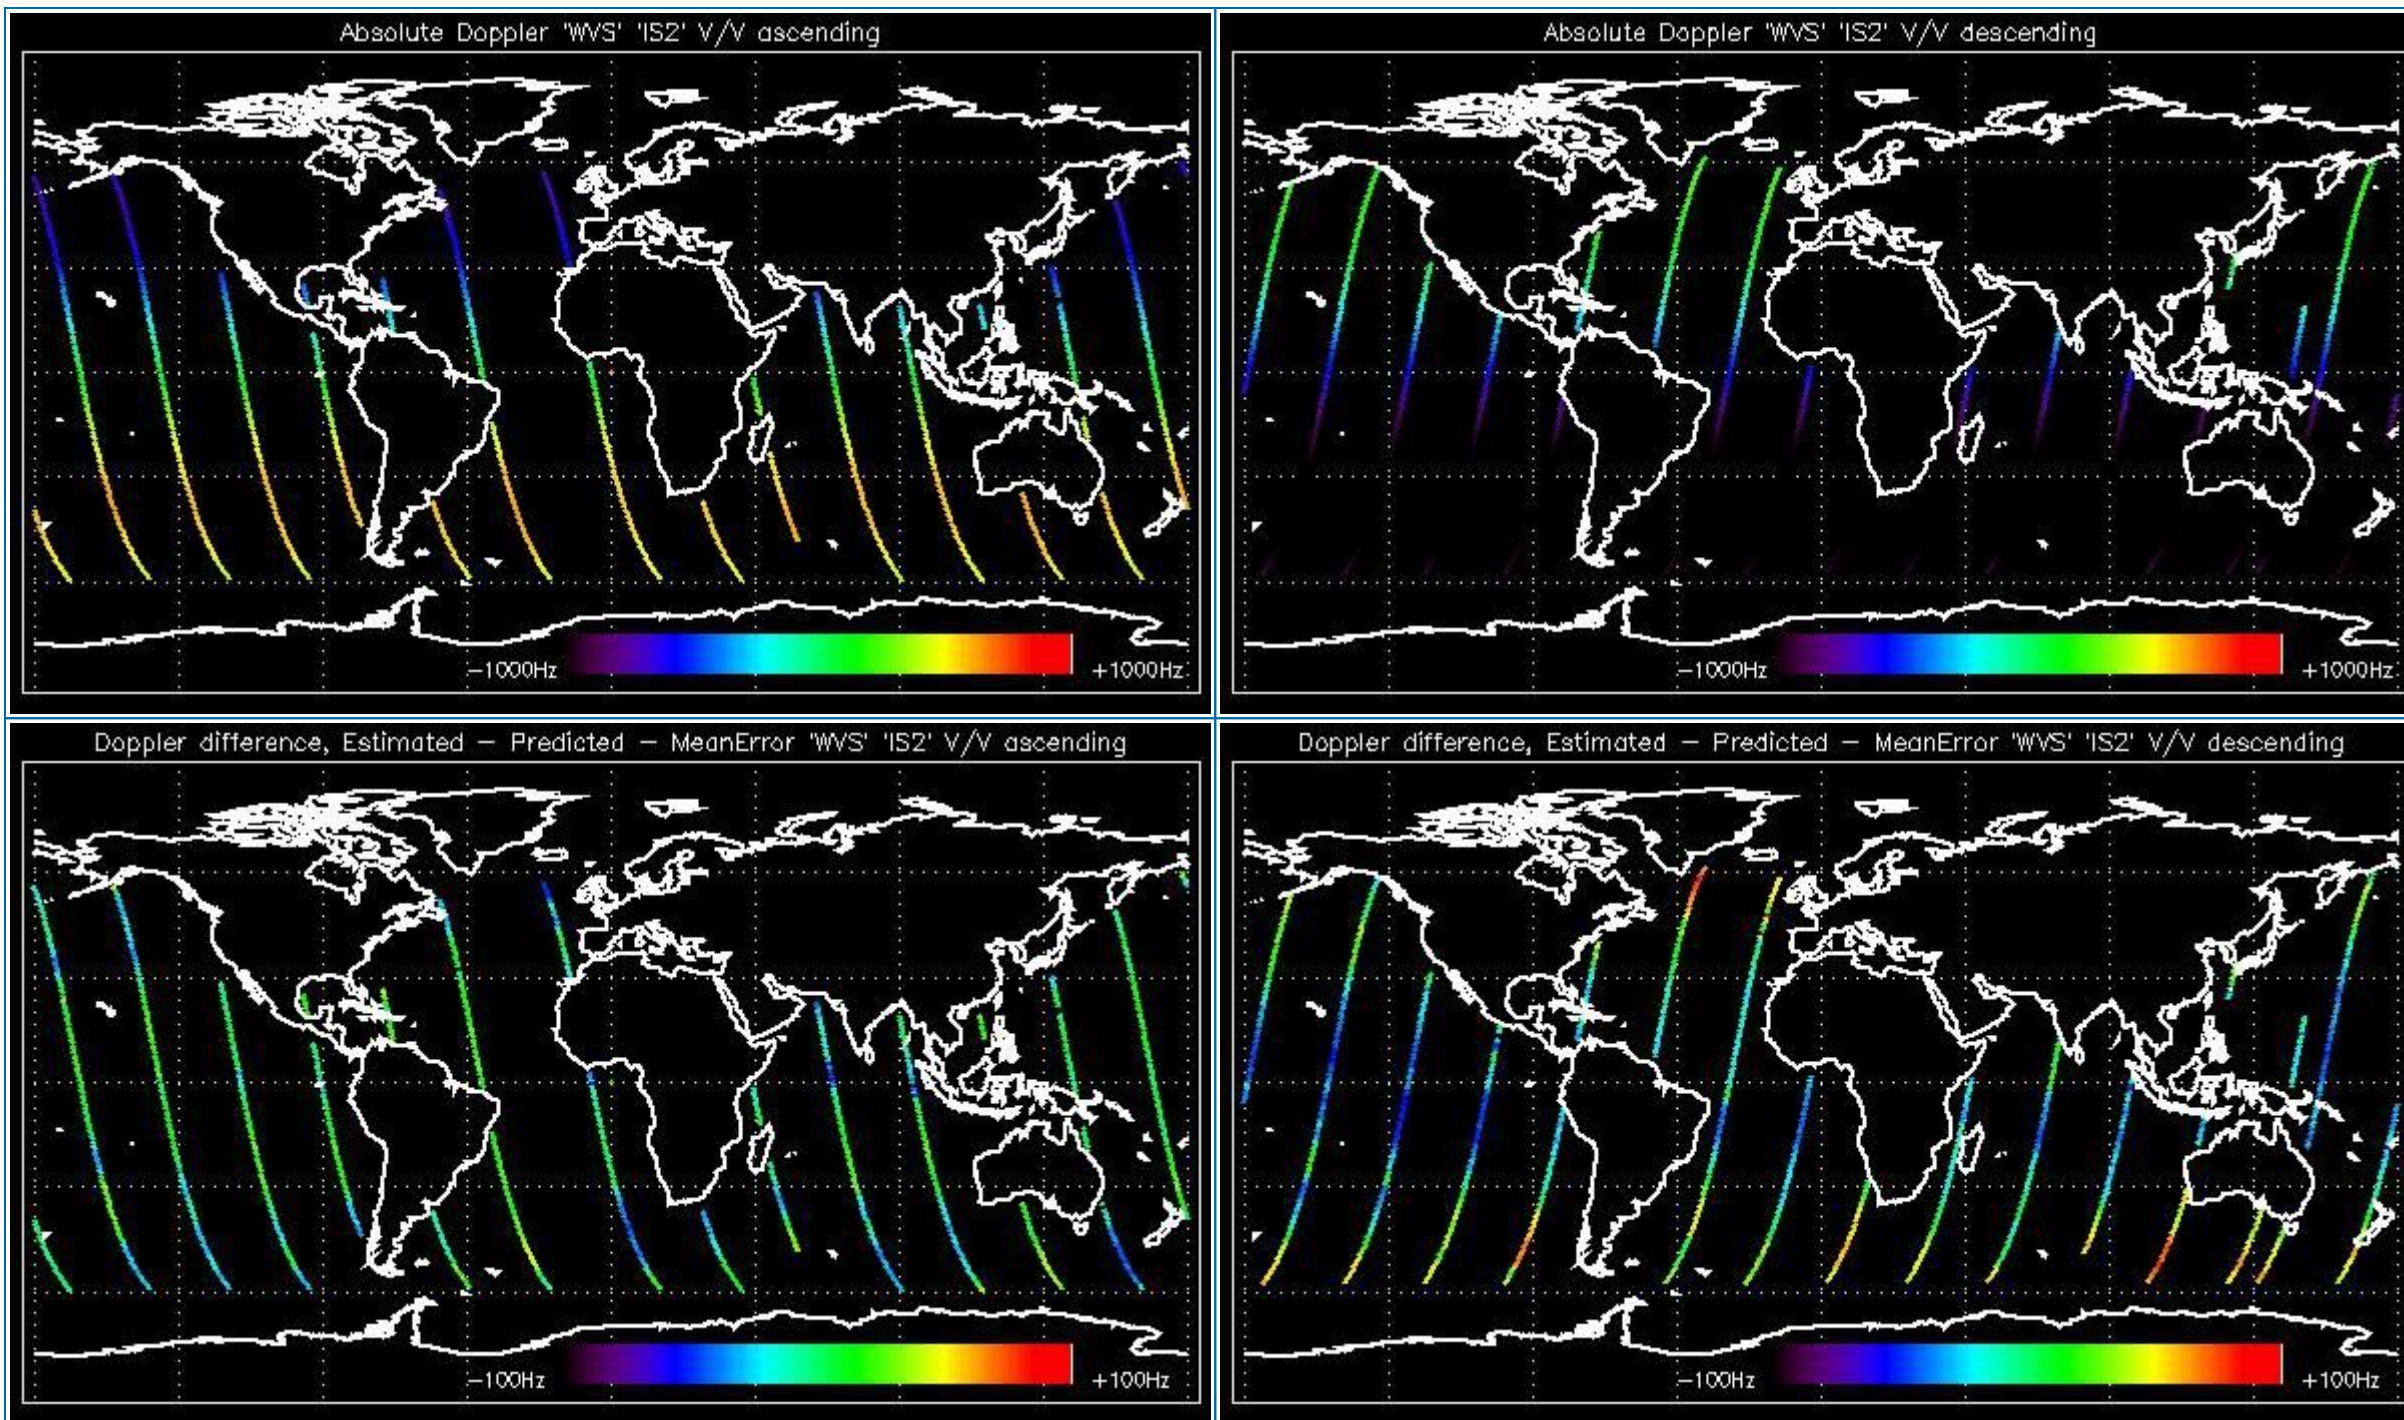 Absolute Doppler 'WVS' 'IS2' V/V ascending
-1000Hz
+1000Hz
Absolute Doppler 'WVS' 'IS2' V/V descending
-1000Hz
+1000Hz
Doppler difference, Estimated - Predicted - MeanError 'WVS' 'IS2' V/V ascending
-100Hz
+100Hz
Doppler difference, Estimated - Predicted - MeanError 'WVS' 'IS2' V/V descending
-100Hz
+100Hz